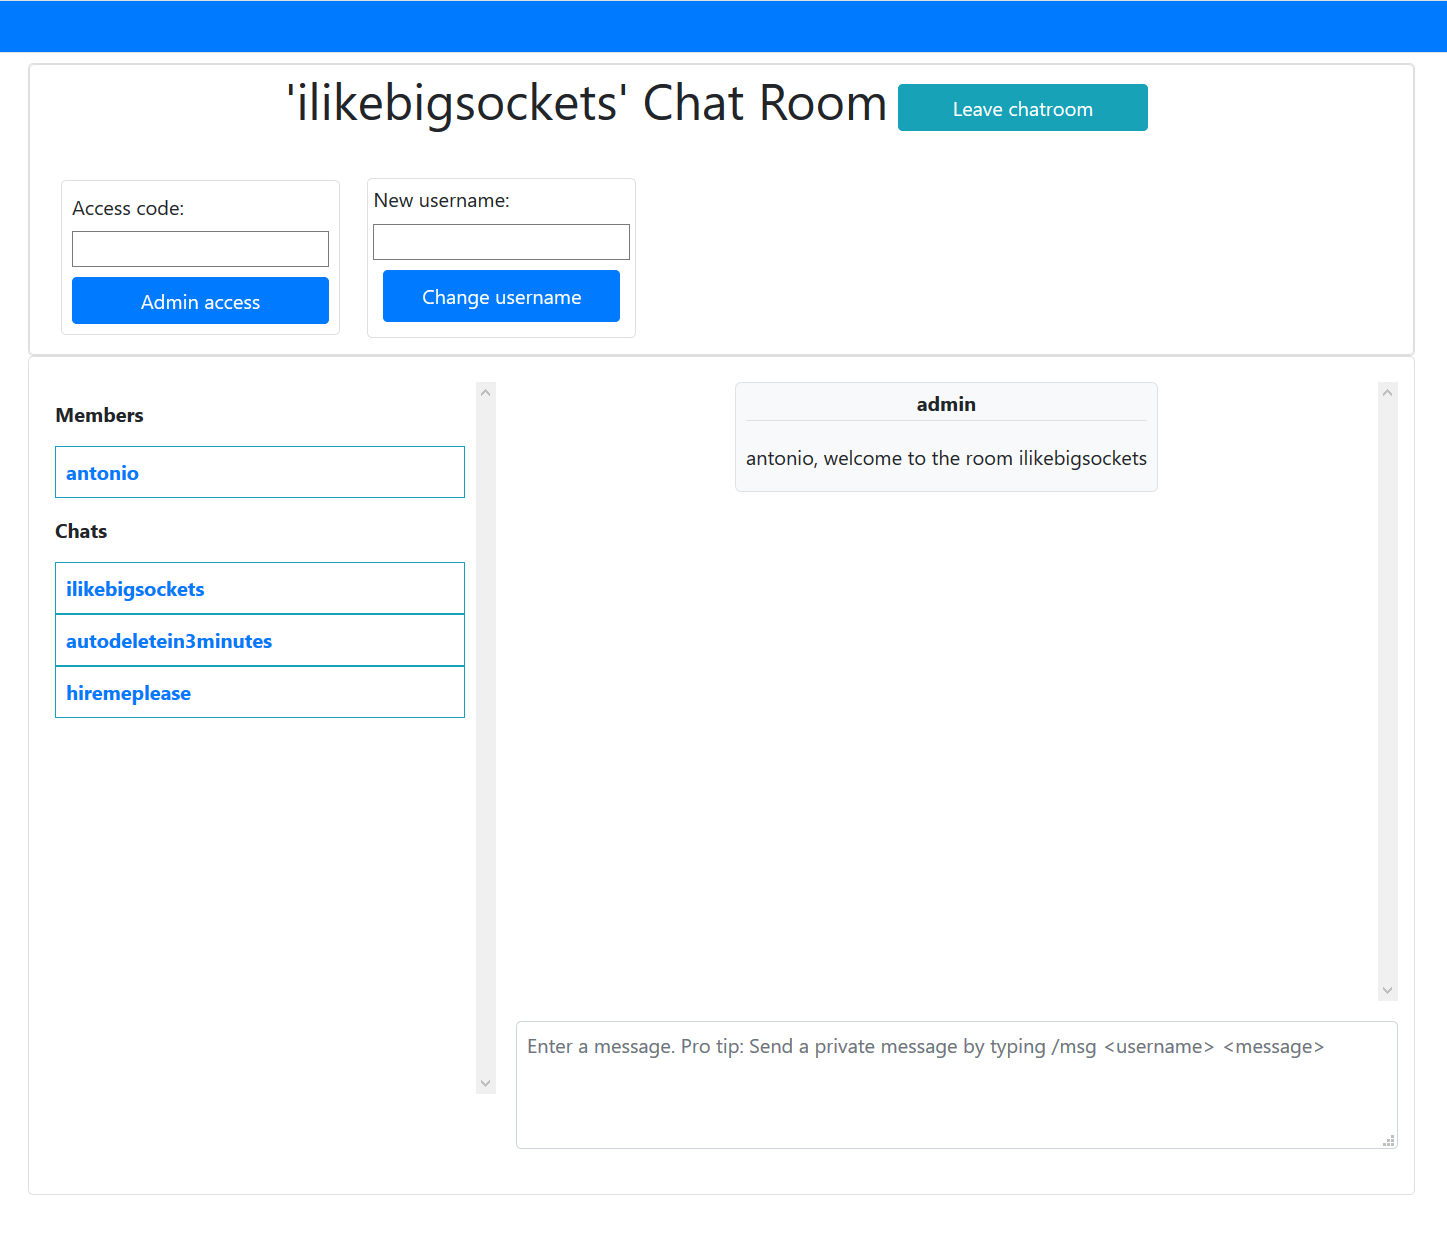 'ilikebigsockets' Chat Room
Leave chatroom
Access code:
Admin access
New username:
Change username
Members
antonio
Chats
ilikebigsockets
autodeletein3minutes
hiremeplease
admin
antonio, welcome to the room ilikebigsockets
Enter a message. Pro tip: Send a private message by typing /msg <username> <message>